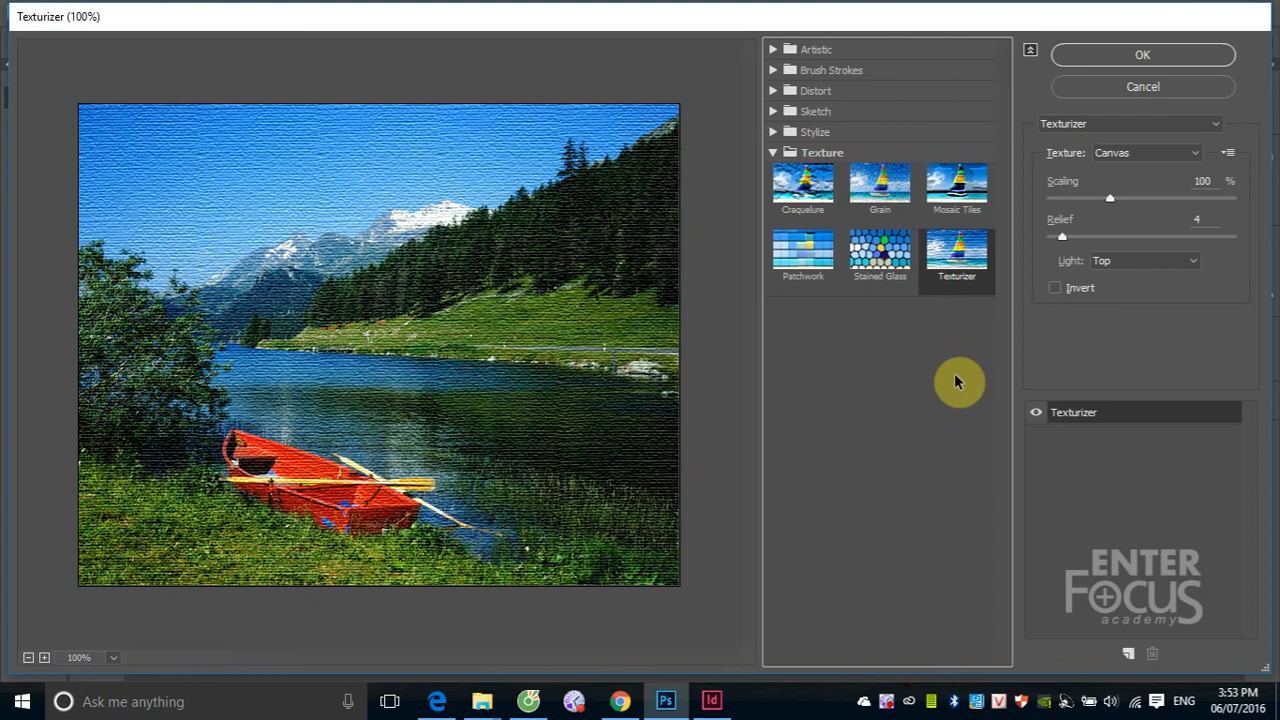 Texturizer (100%)
Artistic
Brush Strokes
Distort
Sketch
Stylize
Texture
Craquelure
Grain
Mosaic Tiles
Patchwork
Stained Glass
Texturizer
OK
Cancel
Texturizer
Texture: Canvas
Scaling 100 %
Relief 4
Light: Top
Invert
Texturizer
ENTER
FOCUS
academy
100%
Ask me anything
Ps
Id
ENG
3:53 PM
06/07/2016